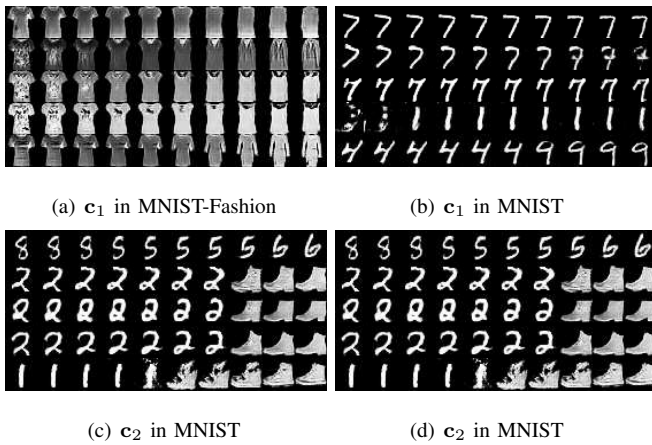 (a) c₁ in MNIST-Fashion
(b) c₁ in MNIST
(c) c₂ in MNIST
(d) c₂ in MNIST